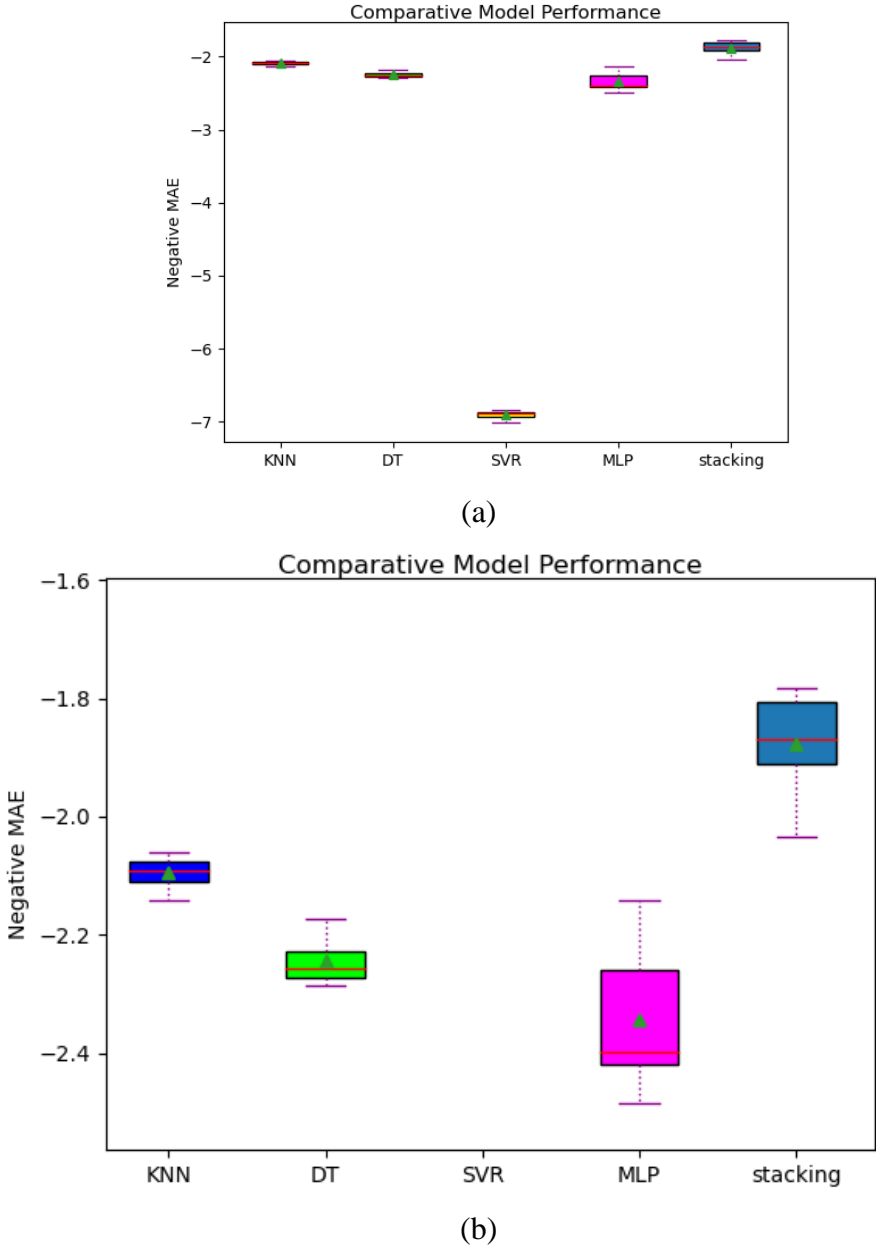 Comparative Model Performance
−2
−3
−4
−5
−6
−7
Negative MAE
KNN DT SVR MLP stacking
(a)
Comparative Model Performance
−1.6
−1.8
−2.0
−2.2
−2.4
Negative MAE
KNN DT SVR MLP stacking
(b)